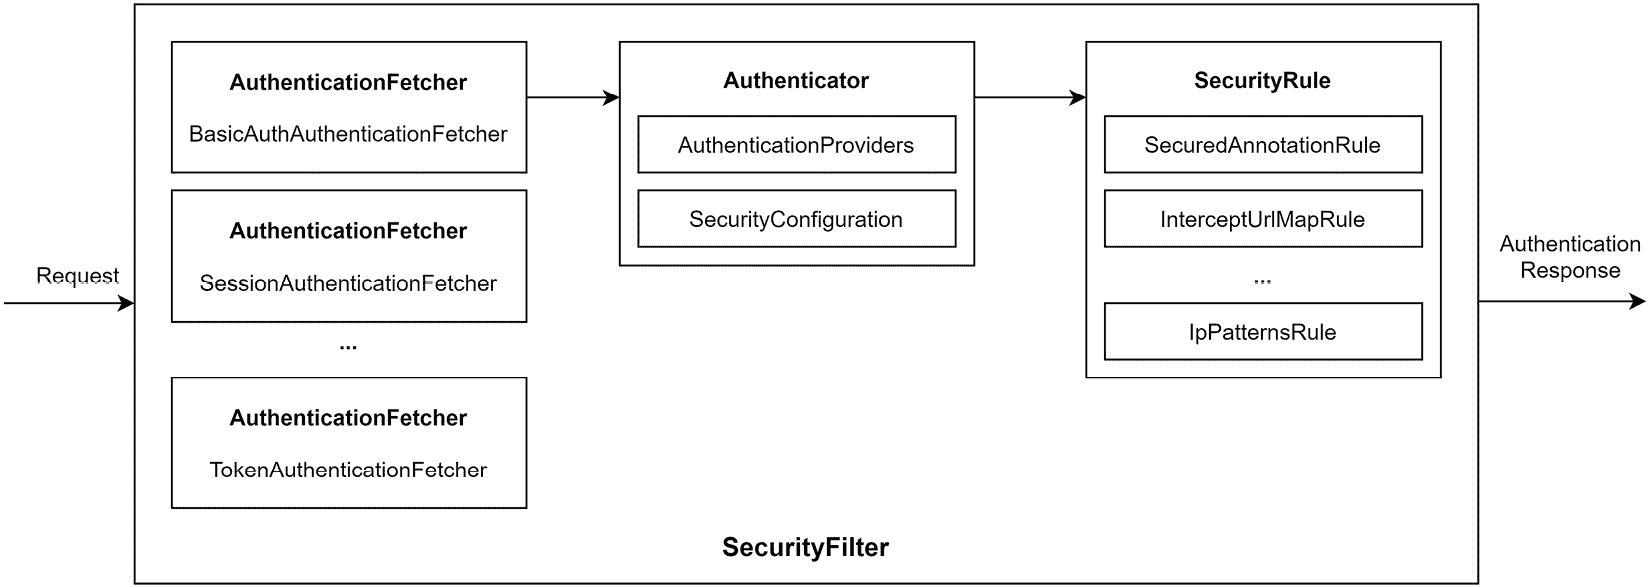 Request
AuthenticationFetcher
BasicAuthAuthenticationFetcher
AuthenticationFetcher
SessionAuthenticationFetcher
...
AuthenticationFetcher
TokenAuthenticationFetcher
Authenticator
AuthenticationProviders
SecurityConfiguration
SecurityRule
SecuredAnnotationRule
InterceptUrlMapRule
...
IpPatternsRule
Authentication
Response
SecurityFilter